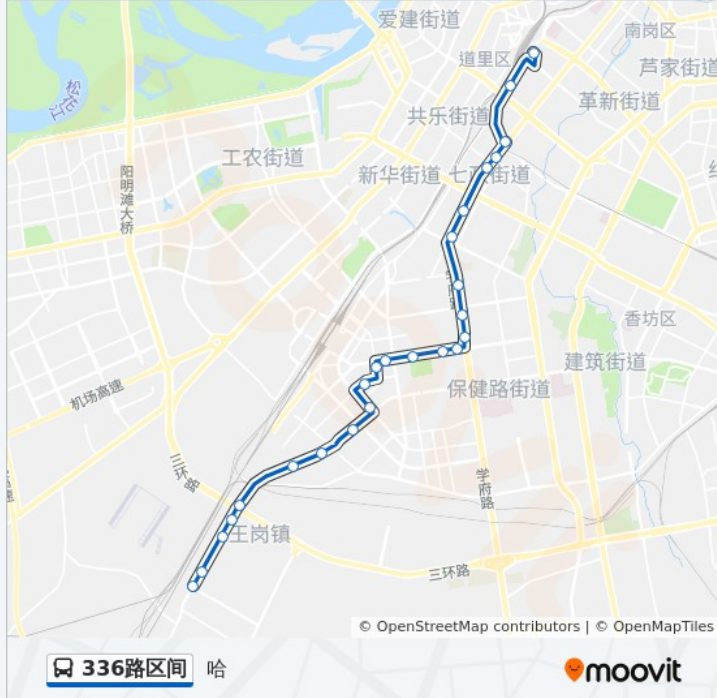 爱建街道
南岗区
道里区
芦家街道
松花江
革新街道
共乐街道
工农街道
新华街道
七政街道
阳明滩大桥
香坊区
建筑街道
保健路街道
机场高速
三环路
学府路
王岗镇
三环路
© OpenStreetMap contributors | © OpenMapTiles
336路区间
哈
moovit